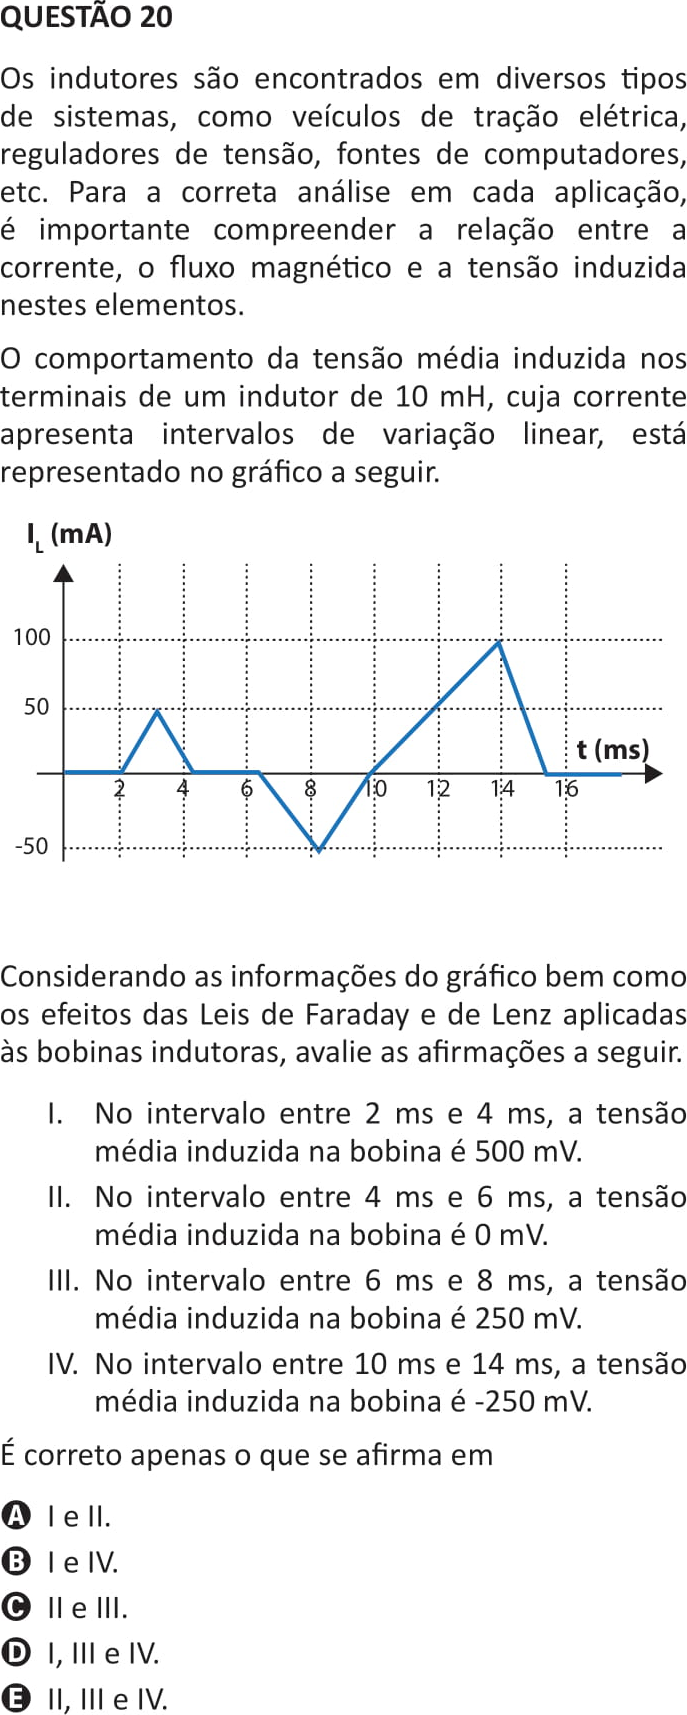 QUESTÃO 20
Os indutores são encontrados em diversos tipos
de sistemas, como veículos de tração elétrica,
reguladores de tensão, fontes de computadores,
etc. Para a correta análise em cada aplicação,
é importante compreender a relação entre a
corrente, o fluxo magnético e a tensão induzida
nestes elementos.
O comportamento da tensão média induzida nos
terminais de um indutor de 10 mH, cuja corrente
apresenta intervalos de variação linear, está
representado no gráfico a seguir.
I_L (mA)
100
50
t (ms)
2 4 6 8 10 12 14 16
-50
Considerando as informações do gráfico bem como
os efeitos das Leis de Faraday e de Lenz aplicadas
às bobinas indutoras, avalie as afirmações a seguir.
I. No intervalo entre 2 ms e 4 ms, a tensão
média induzida na bobina é 500 mV.
II. No intervalo entre 4 ms e 6 ms, a tensão
média induzida na bobina é 0 mV.
III. No intervalo entre 6 ms e 8 ms, a tensão
média induzida na bobina é 250 mV.
IV. No intervalo entre 10 ms e 14 ms, a tensão
média induzida na bobina é -250 mV.
É correto apenas o que se afirma em
A I e II.
B I e IV.
C II e III.
D I, III e IV.
E II, III e IV.